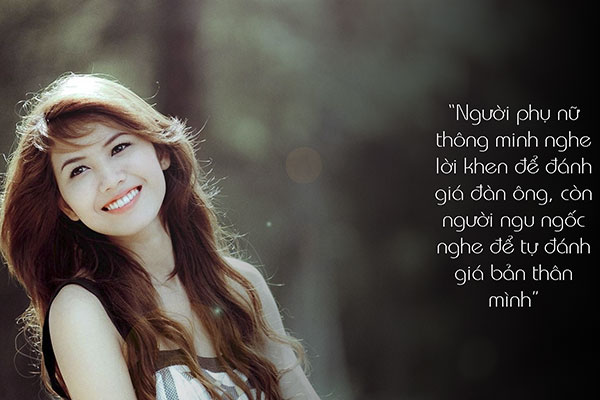 “Người phụ nữ
thông minh nghe
lời khen để đánh
giá đàn ông, còn
người ngu ngốc
nghe để tự đánh
giá bản thân
mình”